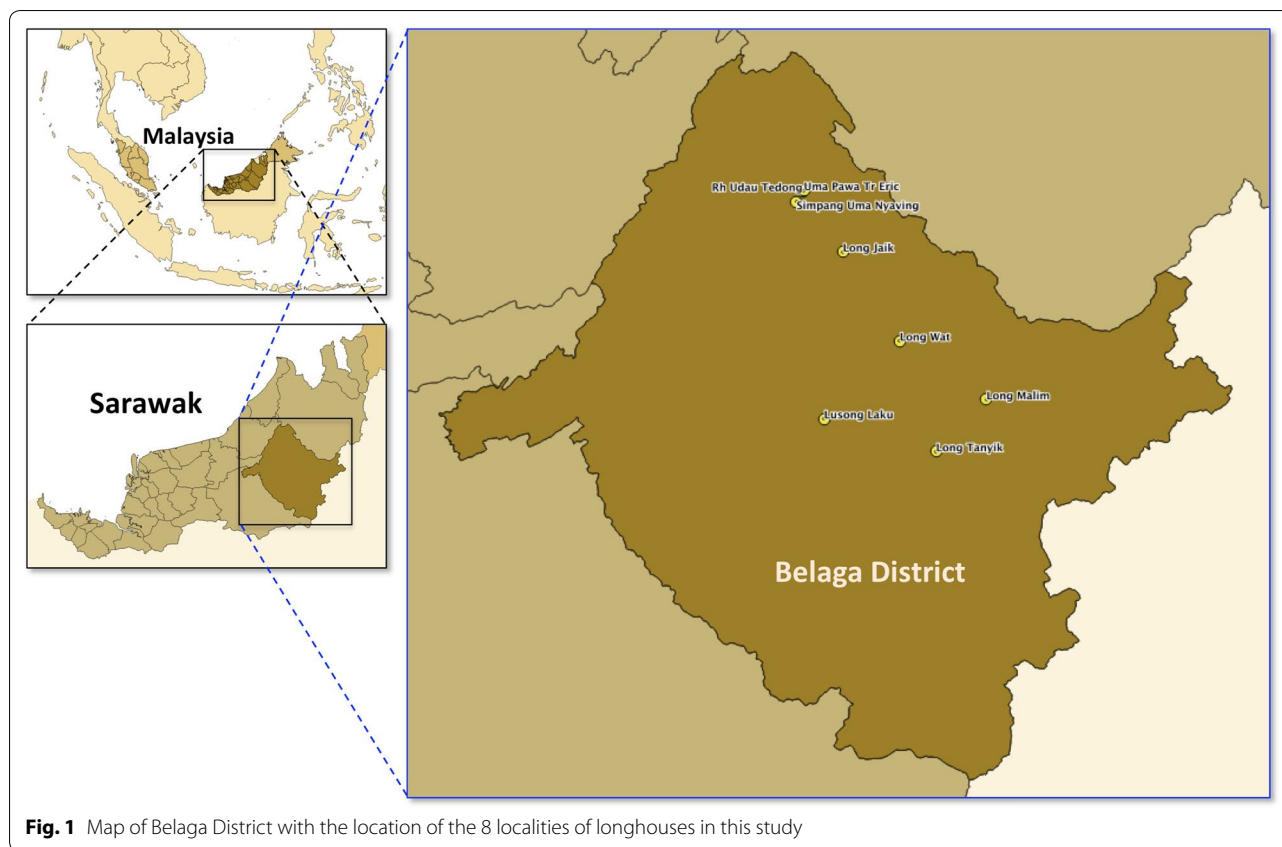 Malaysia
Sarawak
Rh Udau Tedong
Uma Pawa Tr Eric
Simpang Uma Nyaving
Long Jaik
Long Wat
Long Malim
Lusong Laku
Long Tanyik
Belaga District
Fig. 1 Map of Belaga District with the location of the 8 localities of longhouses in this study